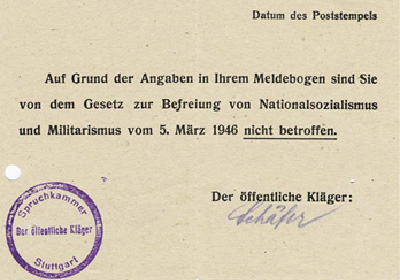 Datum des Poststempels
Auf Grund der Angaben in Ihrem Meldebogen sind Sie
von dem Gesetz zur Befreiung von Nationalsozialismus
und Militarismus vom 5. März 1946 nicht betroffen.
Der öffentliche Kläger:
Schäfer
Spruchkammer
Der öffentliche Kläger
Stuttgart